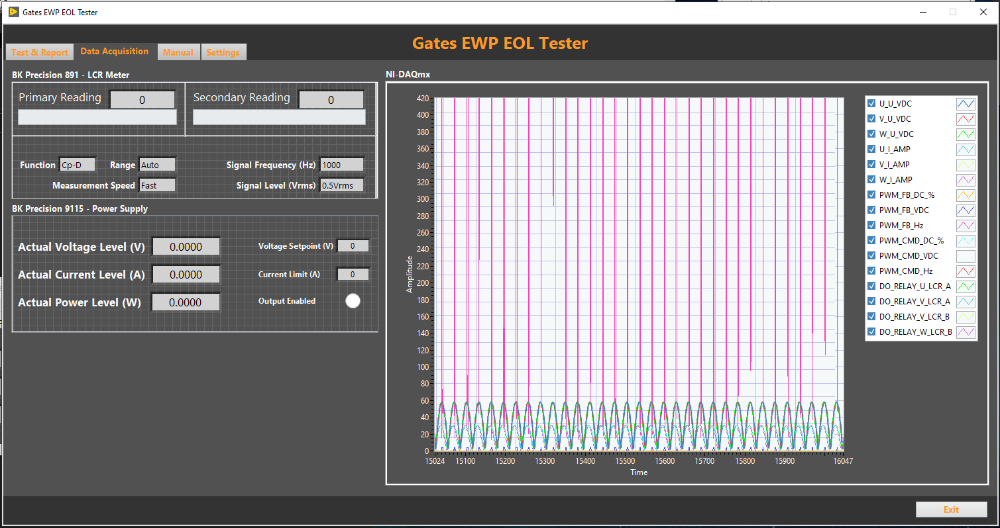 Gates EWP EOL Tester
Gates EWP EOL Tester
Test & Report
Data Acquisition
Manual
Settings
BK Precision 891 - LCR Meter
Primary Reading 0
Secondary Reading 0
Function Cp-D Range Auto Signal Frequency (Hz) 1000
Measurement Speed Fast Signal Level (Vrms) 0.5Vrms
BK Precision 9115 - Power Supply
Actual Voltage Level (V) 0.0000 Voltage Setpoint (V) 0
Actual Current Level (A) 0.0000 Current Limit (A) 0
Actual Power Level (W) 0.0000 Output Enabled
NI-DAQmx
Amplitude
420
400
380
360
340
320
300
280
260
240
220
200
180
160
140
120
100
80
60
40
20
0
15024 15100 15200 15300 15400 15500 15600 15700 15800 15900 16047
Time
U_U_VDC
V_U_VDC
W_U_VDC
U_I_AMP
V_I_AMP
W_I_AMP
PWM_FB_DC_%
PWM_FB_VDC
PWM_FB_Hz
PWM_CMD_DC_%
PWM_CMD_VDC
PWM_CMD_Hz
DO_RELAY_U_LCR_A
DO_RELAY_V_LCR_A
DO_RELAY_V_LCR_B
DO_RELAY_W_LCR_B
Exit